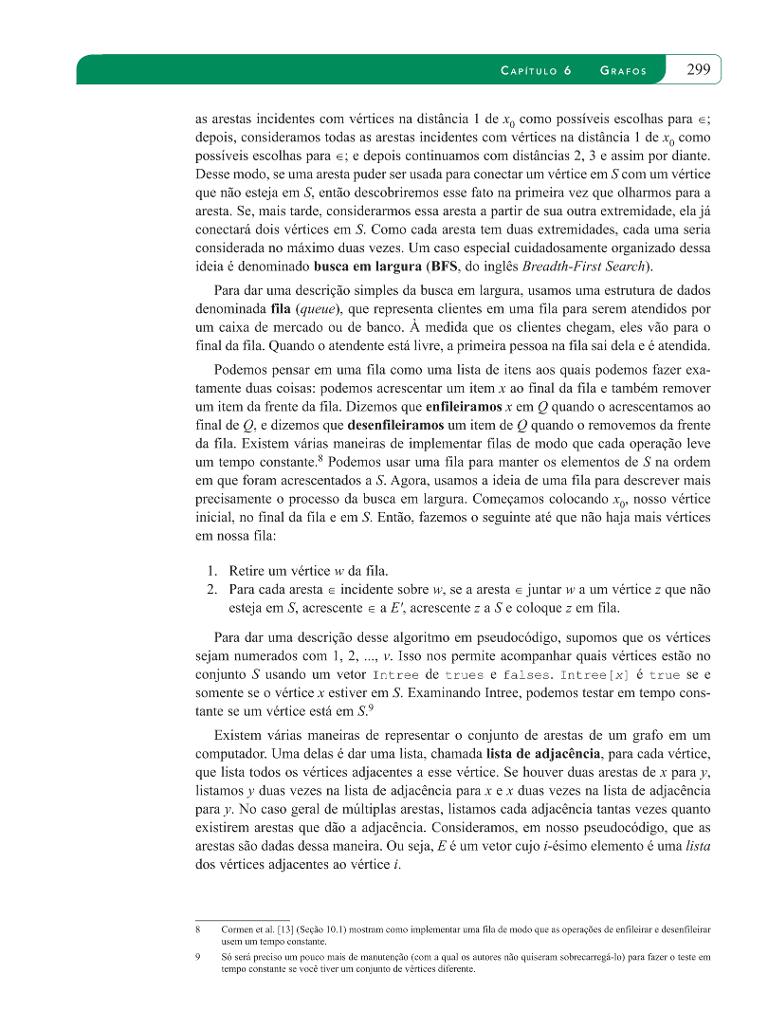 CAPÍTULO 6 GRAFOS 299
as arestas incidentes com vértices na distância 1 de x0 como possíveis escolhas para ∈;
depois, consideramos todas as arestas incidentes com vértices na distância 1 de x0 como
possíveis escolhas para ∈; e depois continuamos com distâncias 2, 3 e assim por diante.
Desse modo, se uma aresta puder ser usada para conectar um vértice em S com um vértice
que não esteja em S, então descobriremos esse fato na primeira vez que olharmos para a
aresta. Se, mais tarde, considerarmos essa aresta a partir de sua outra extremidade, ela já
conectará dois vértices em S. Como cada aresta tem duas extremidades, cada uma seria
considerada no máximo duas vezes. Um caso especial cuidadosamente organizado dessa
ideia é denominado busca em largura (BFS, do inglês Breadth-First Search).
Para dar uma descrição simples da busca em largura, usamos uma estrutura de dados
denominada fila (queue), que representa clientes em uma fila para serem atendidos por
um caixa de mercado ou de banco. À medida que os clientes chegam, eles vão para o
final da fila. Quando o atendente está livre, a primeira pessoa na fila sai dela e é atendida.
Podemos pensar em uma fila como uma lista de itens aos quais podemos fazer exa-
tamente duas coisas: podemos acrescentar um item x ao final da fila e também remover
um item da frente da fila. Dizemos que enfileiramos x em Q quando o acrescentamos ao
final de Q, e dizemos que desenfileiramos um item de Q quando o removemos da frente
da fila. Existem várias maneiras de implementar filas de modo que cada operação leve
um tempo constante.8 Podemos usar uma fila para manter os elementos de S na ordem
em que foram acrescentados a S. Agora, usamos a ideia de uma fila para descrever mais
precisamente o processo da busca em largura. Começamos colocando x0, nosso vértice
inicial, no final da fila e em S. Então, fazemos o seguinte até que não haja mais vértices
em nossa fila:
1. Retire um vértice w da fila.
2. Para cada aresta ∈ incidente sobre w, se a aresta ∈ juntar w a um vértice z que não
esteja em S, acrescente ∈ a E′, acrescente z a S e coloque z em fila.
Para dar uma descrição desse algoritmo em pseudocódigo, supomos que os vértices
sejam numerados com 1, 2, ..., v. Isso nos permite acompanhar quais vértices estão no
conjunto S usando um vetor Intree de trues e falses. Intree[x] é true se e
somente se o vértice x estiver em S. Examinando Intree, podemos testar em tempo cons-
tante se um vértice está em S.9
Existem várias maneiras de representar o conjunto de arestas de um grafo em um
computador. Uma delas é dar uma lista, chamada lista de adjacência, para cada vértice,
que lista todos os vértices adjacentes a esse vértice. Se houver duas arestas de x para y,
listamos y duas vezes na lista de adjacência para x e x duas vezes na lista de adjacência
para y. No caso geral de múltiplas arestas, listamos cada adjacência tantas vezes quanto
existirem arestas que dão a adjacência. Consideramos, em nosso pseudocódigo, que as
arestas são dadas dessa maneira. Ou seja, E é um vetor cujo i-ésimo elemento é uma lista
dos vértices adjacentes ao vértice i.
8 Cormen et al. [13] (Seção 10.1) mostram como implementar uma fila de modo que as operações de enfileirar e desenfileirar
usem um tempo constante.
9 Só será preciso um pouco mais de manutenção (com a qual os autores não quiseram sobrecarregá-lo) para fazer o teste em
tempo constante se você tiver um conjunto de vértices diferente.